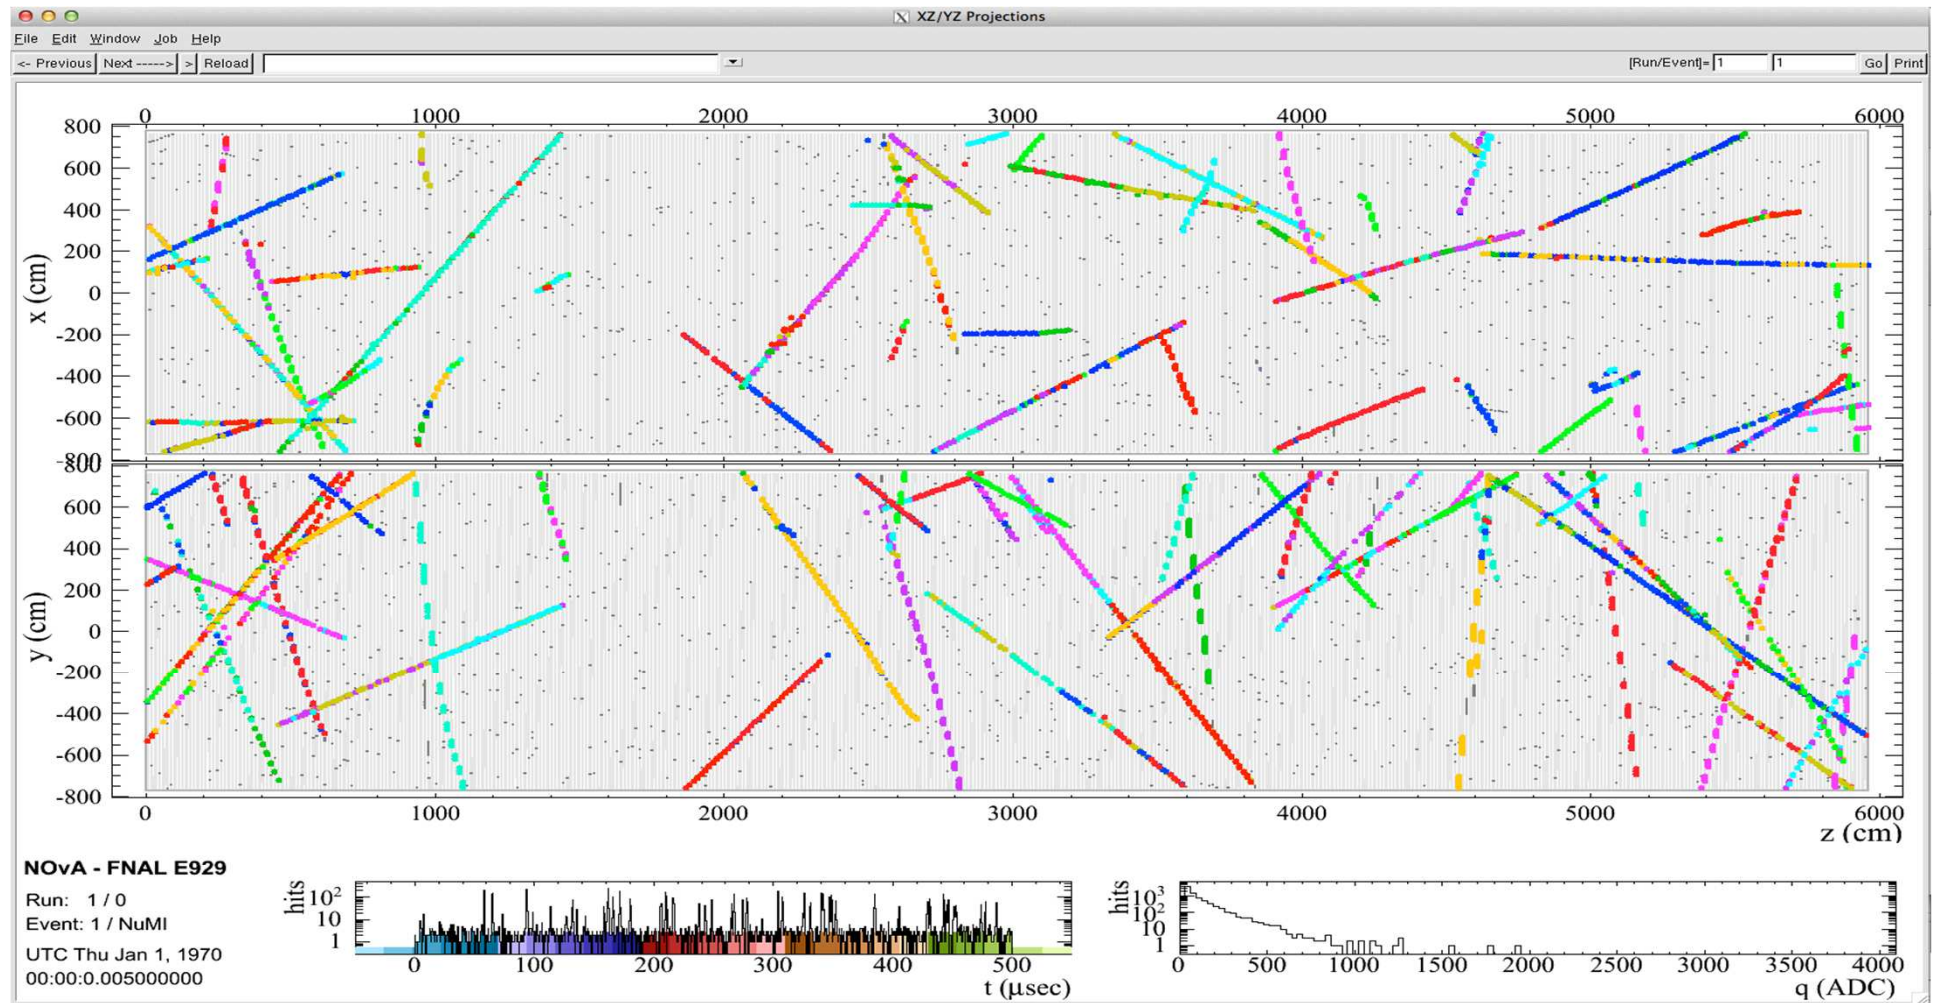 XZ/YZ Projections
File Edit Window Job Help
<- Previous Next -----> > Reload [Run/Event]= 1 1 Go Print
0 1000 2000 3000 4000 5000 6000
800
600
400
200
0
-200
-400
-600
-800
x (cm)
800
600
400
200
0
-200
-400
-600
-800
y (cm)
0 1000 2000 3000 4000 5000 6000
z (cm)
NOvA - FNAL E929
Run: 1 / 0
Event: 1 / NuMI
UTC Thu Jan 1, 1970
00:00:0.005000000
hits
10²
10
1
0 100 200 300 400 500
t (μsec)
hits
10³
10²
10
1
0 500 1000 1500 2000 2500 3000 3500 4000
q (ADC)